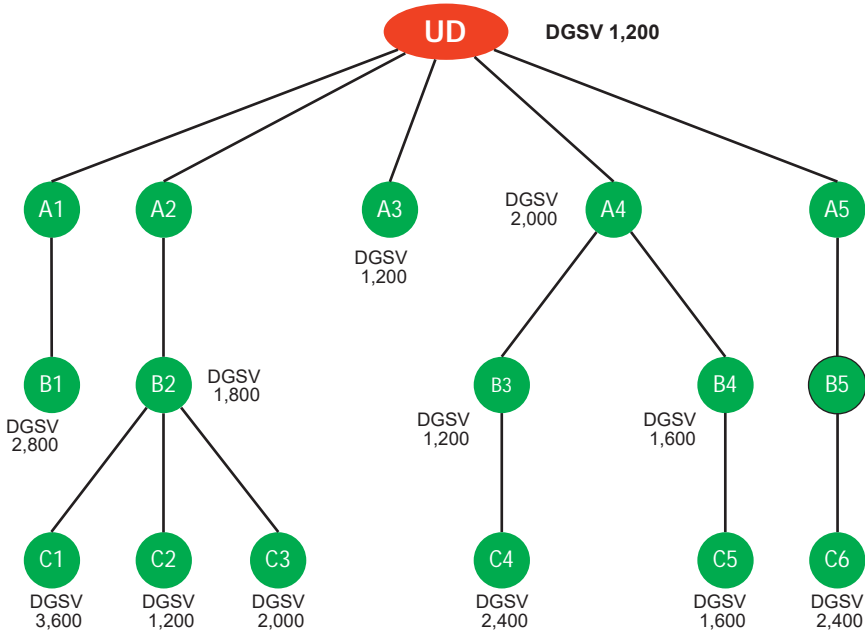 UD DGSV 1,200
A1 A2 A3 DGSV
2,000 A4 A5
DGSV
1,200
B1 B2 DGSV
1,800 B3 B4 B5
DGSV
2,800
DGSV
1,200
DGSV
1,600
C1 C2 C3 C4 C5 C6
DGSV
3,600
DGSV
1,200
DGSV
2,000
DGSV
2,400
DGSV
1,600
DGSV
2,400